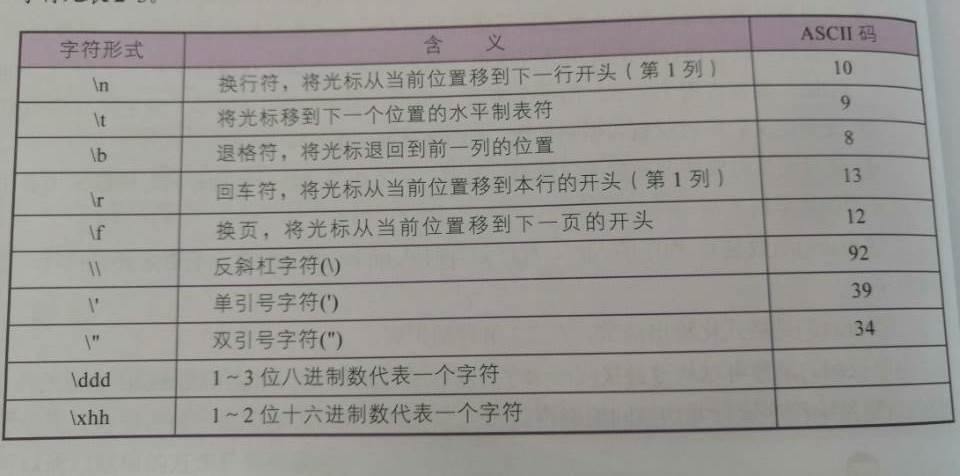 字符形式 含 义 ASCII 码
\n 换行符，将光标从当前位置移到下一行开头（第 1 列） 10
\t 将光标移到下一个位置的水平制表符 9
\b 退格符，将光标退回到前一列的位置 8
\r 回车符，将光标从当前位置移到本行的开头（第 1 列） 13
\f 换页，将光标从当前位置移到下一页的开头 12
\\ 反斜杠字符(\) 92
\' 单引号字符(') 39
\" 双引号字符(") 34
\ddd 1~3 位八进制数代表一个字符
\xhh 1~2 位十六进制数代表一个字符